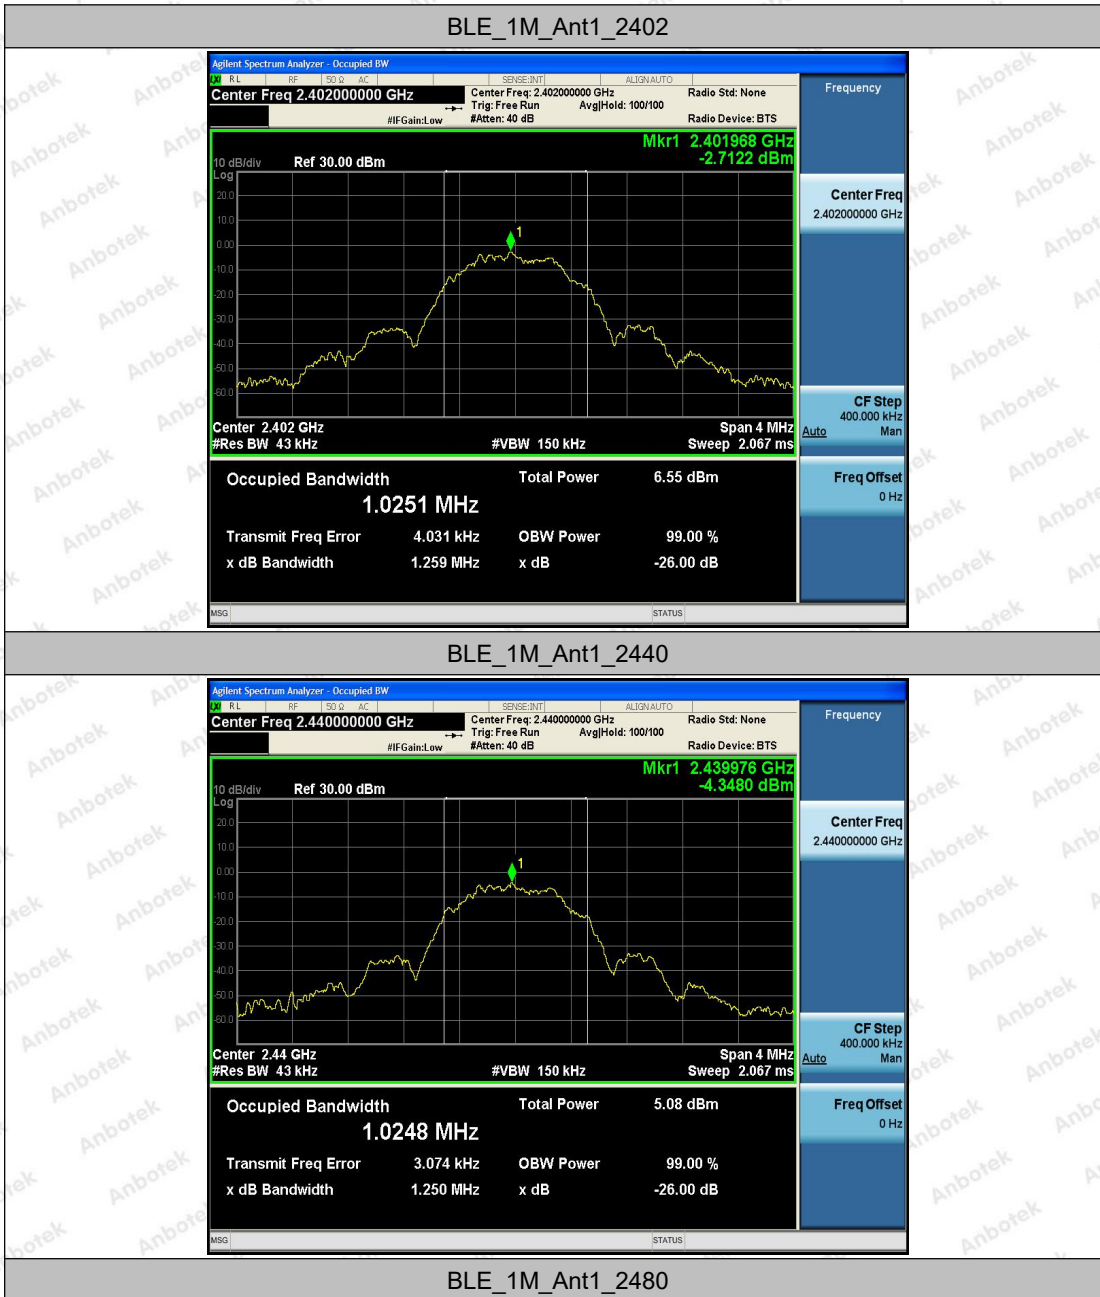 BLE_1M_Ant1_2402
Agilent Spectrum Analyzer - Occupied BW
LXI RL RF 50 Ω AC SENSE:INT ALIGN AUTO
Center Freq 2.402000000 GHz
Center Freq: 2.402000000 GHz Radio Std: None
Trig: Free Run Avg|Hold: 100/100
#IFGain:Low #Atten: 40 dB Radio Device: BTS
Mkr1 2.401968 GHz
-2.7122 dBm
10 dB/div Ref 30.00 dBm
Log
20.0
10.0
0.00
-10.0
-20.0
-30.0
-40.0
-50.0
-60.0
1
Center 2.402 GHz Span 4 MHz
#Res BW 43 kHz #VBW 150 kHz Sweep 2.067 ms
Occupied Bandwidth Total Power 6.55 dBm
1.0251 MHz
Transmit Freq Error 4.031 kHz OBW Power 99.00 %
x dB Bandwidth 1.259 MHz x dB -26.00 dB
MSG STATUS
Frequency
Center Freq
2.402000000 GHz
CF Step
400.000 kHz
Auto Man
Freq Offset
0 Hz
BLE_1M_Ant1_2440
Agilent Spectrum Analyzer - Occupied BW
LXI RL RF 50 Ω AC SENSE:INT ALIGN AUTO
Center Freq 2.440000000 GHz
Center Freq: 2.440000000 GHz Radio Std: None
Trig: Free Run Avg|Hold: 100/100
#IFGain:Low #Atten: 40 dB Radio Device: BTS
Mkr1 2.439976 GHz
-4.3480 dBm
10 dB/div Ref 30.00 dBm
Log
20.0
10.0
0.00
-10.0
-20.0
-30.0
-40.0
-50.0
-60.0
1
Center 2.44 GHz Span 4 MHz
#Res BW 43 kHz #VBW 150 kHz Sweep 2.067 ms
Occupied Bandwidth Total Power 5.08 dBm
1.0248 MHz
Transmit Freq Error 3.074 kHz OBW Power 99.00 %
x dB Bandwidth 1.250 MHz x dB -26.00 dB
MSG STATUS
Frequency
Center Freq
2.440000000 GHz
CF Step
400.000 kHz
Auto Man
Freq Offset
0 Hz
BLE_1M_Ant1_2480
Anbotek